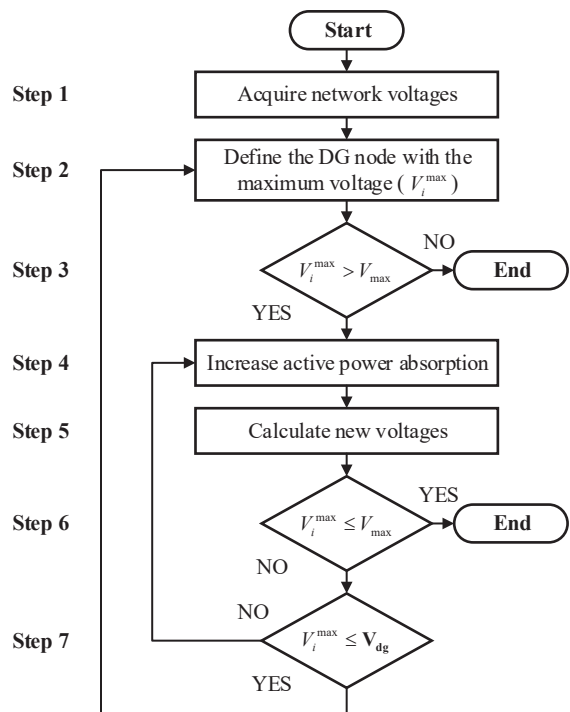 Start
Step 1
Acquire network voltages
Step 2
Define the DG node with the
maximum voltage ( V_i^max )
Step 3
V_i^max > V_max
NO
End
YES
Step 4
Increase active power absorption
Step 5
Calculate new voltages
Step 6
V_i^max ≤ V_max
YES
End
NO
Step 7
NO
V_i^max ≤ V_dg
YES